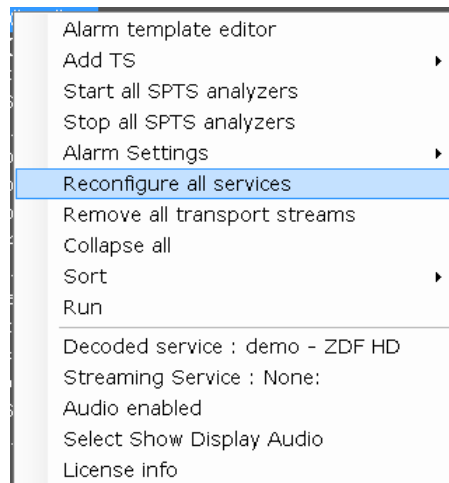 Alarm template editor
Add TS
Start all SPTS analyzers
Stop all SPTS analyzers
Alarm Settings
Reconfigure all services
Remove all transport streams
Collapse all
Sort
Run
Decoded service : demo - ZDF HD
Streaming Service : None:
Audio enabled
Select Show Display Audio
License info